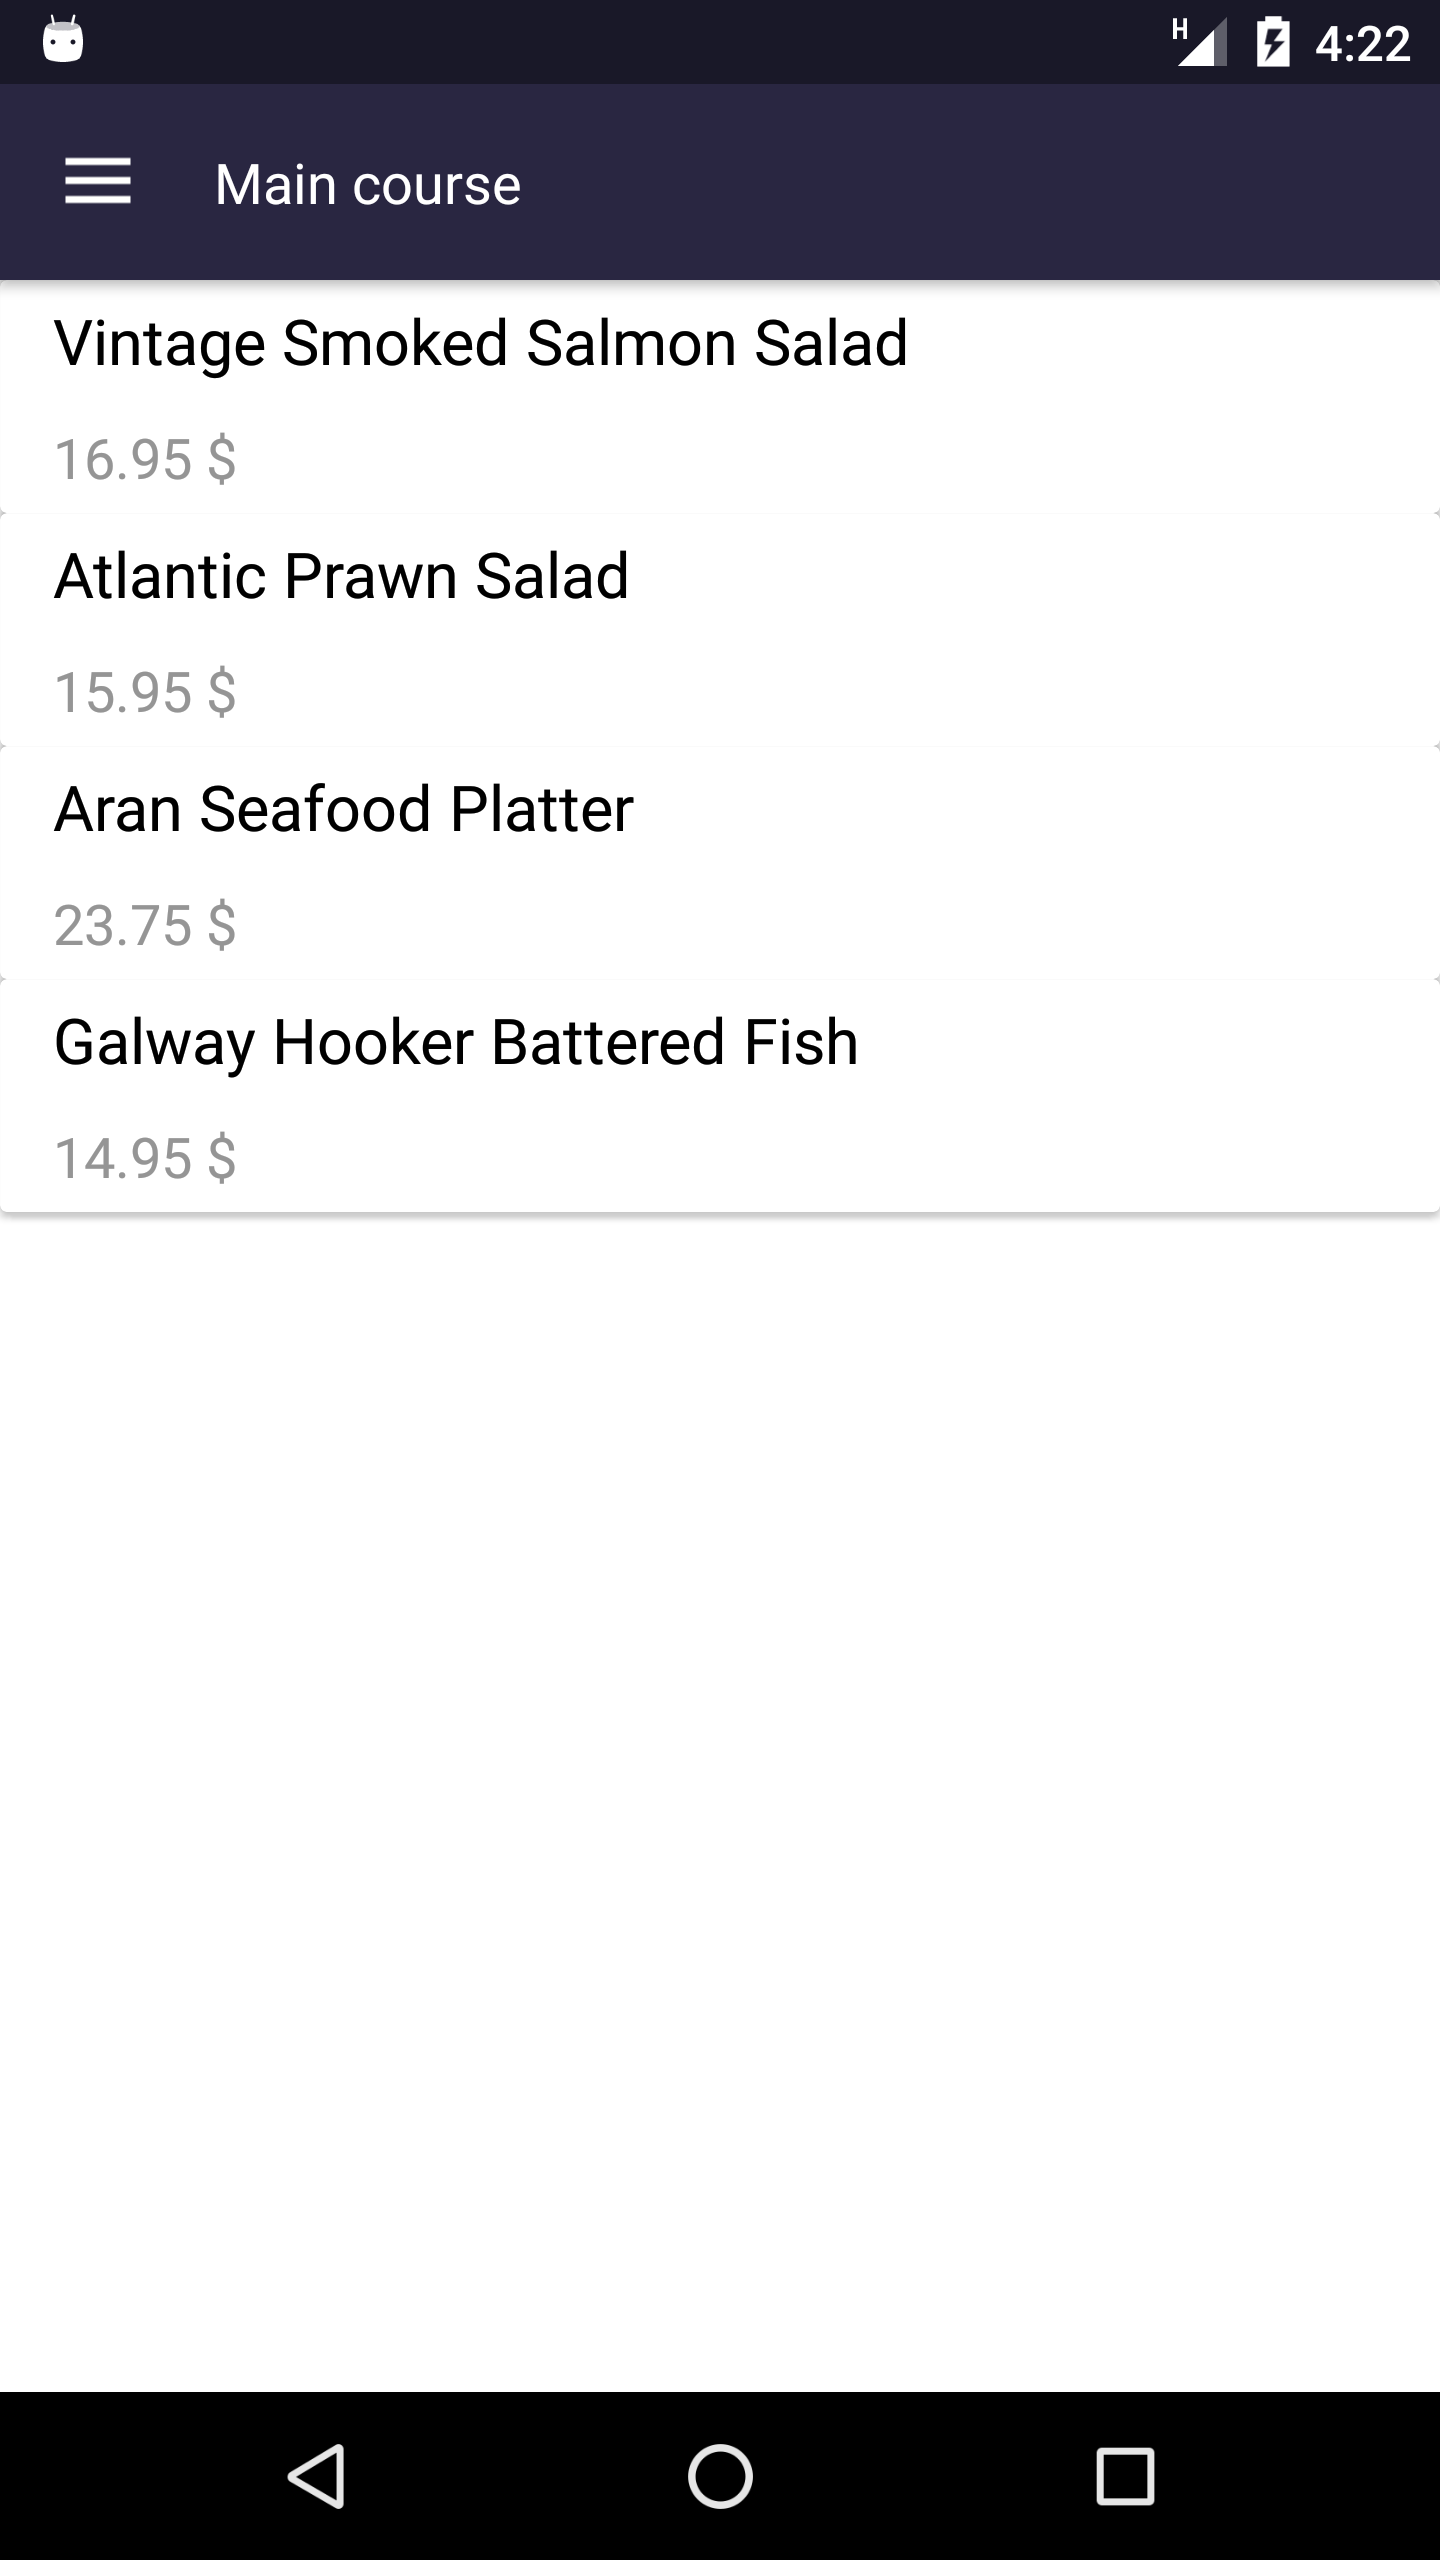 H 4:22
Main course
Vintage Smoked Salmon Salad
16.95 $
Atlantic Prawn Salad
15.95 $
Aran Seafood Platter
23.75 $
Galway Hooker Battered Fish
14.95 $